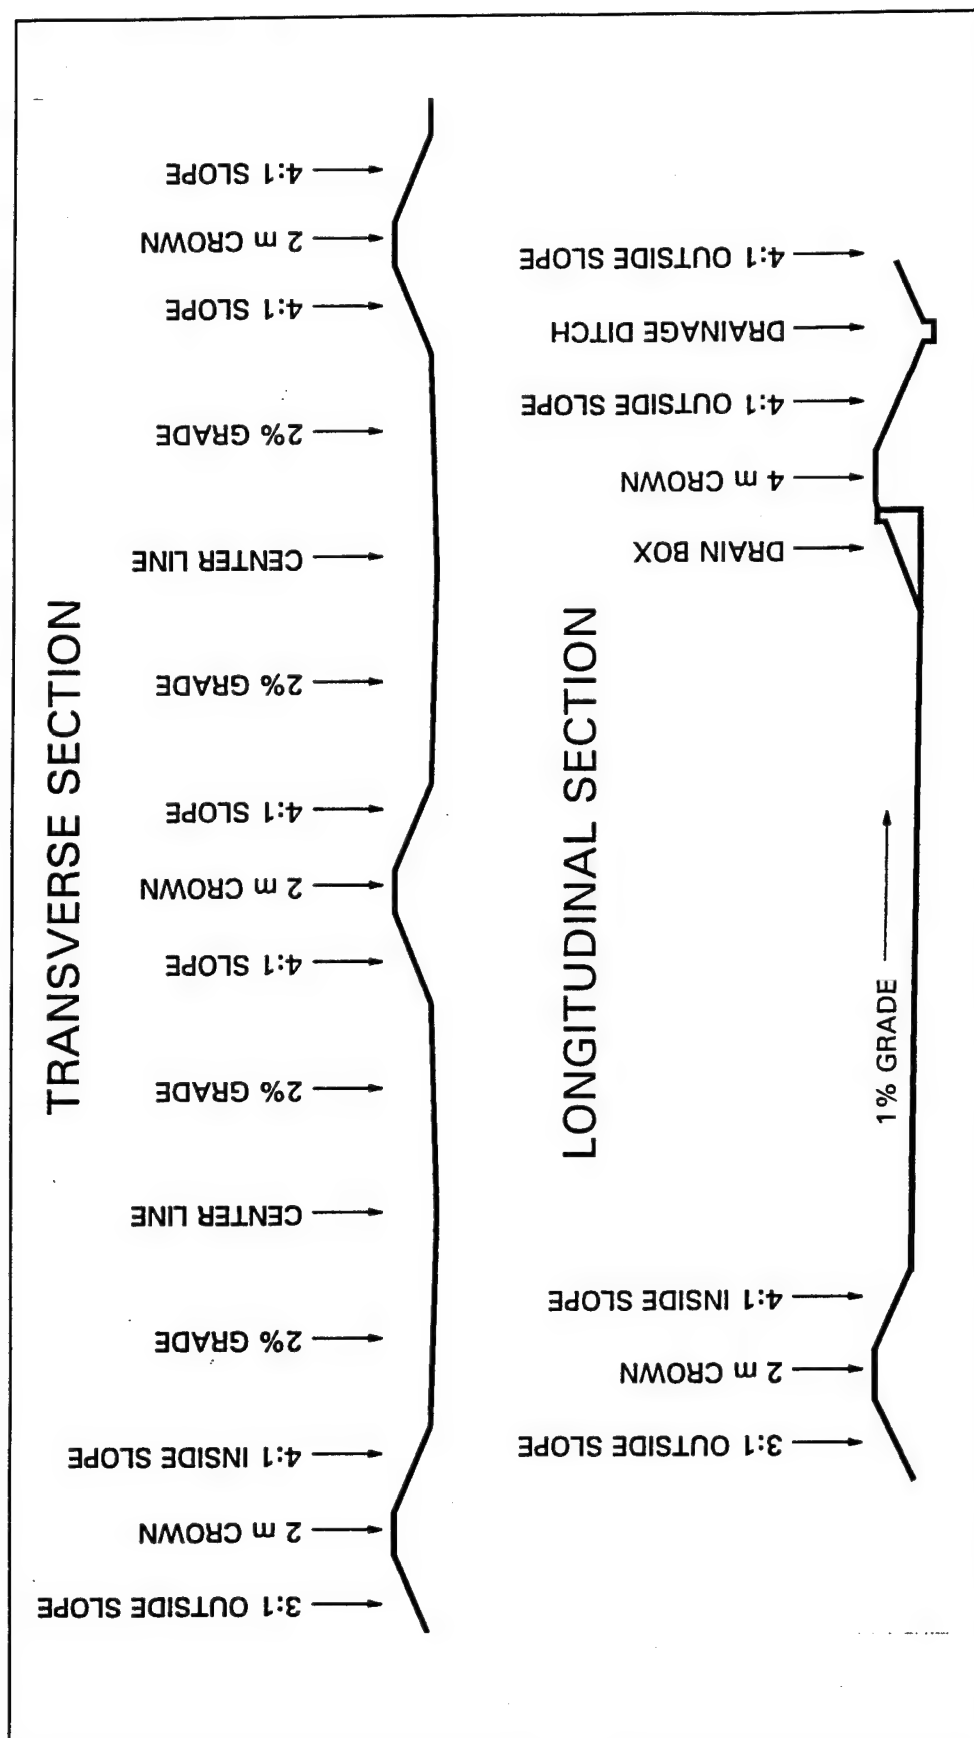 TRANSVERSE SECTION
3:1 OUTSIDE SLOPE
2 m CROWN
4:1 INSIDE SLOPE
2% GRADE
CENTER LINE
2% GRADE
4:1 SLOPE
2 m CROWN
4:1 SLOPE
2% GRADE
CENTER LINE
2% GRADE
4:1 SLOPE
2 m CROWN
4:1 SLOPE
LONGITUDINAL SECTION
3:1 OUTSIDE SLOPE
2 m CROWN
4:1 INSIDE SLOPE
1% GRADE
DRAIN BOX
4 m CROWN
4:1 OUTSIDE SLOPE
DRAINAGE DITCH
4:1 OUTSIDE SLOPE